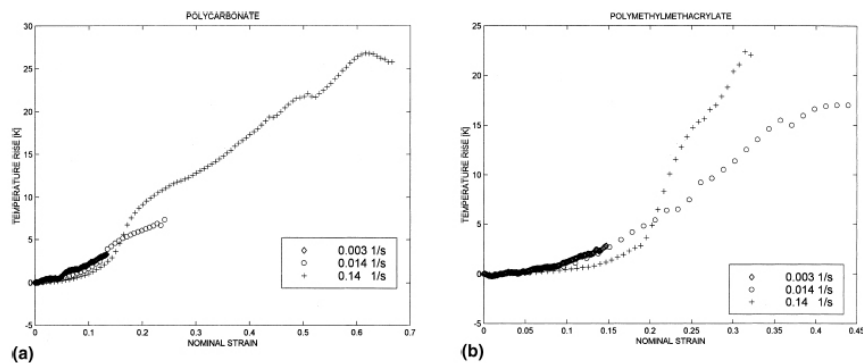 POLYCARBONATE
30
25
20
15
10
5
0
-5
TEMPERATURE RISE [K]
0
0.1
0.2
0.3
0.4
0.5
0.6
0.7
NOMINAL STRAIN
0.003 1/s
0.014 1/s
0.14 1/s
(a)
POLYMETHYLMETHACRYLATE
25
20
15
10
5
0
-5
TEMPERATURE RISE [K]
0
0.05
0.1
0.15
0.2
0.25
0.3
0.35
0.4
0.45
NOMINAL STRAIN
0.003 1/s
0.014 1/s
0.14 1/s
(b)